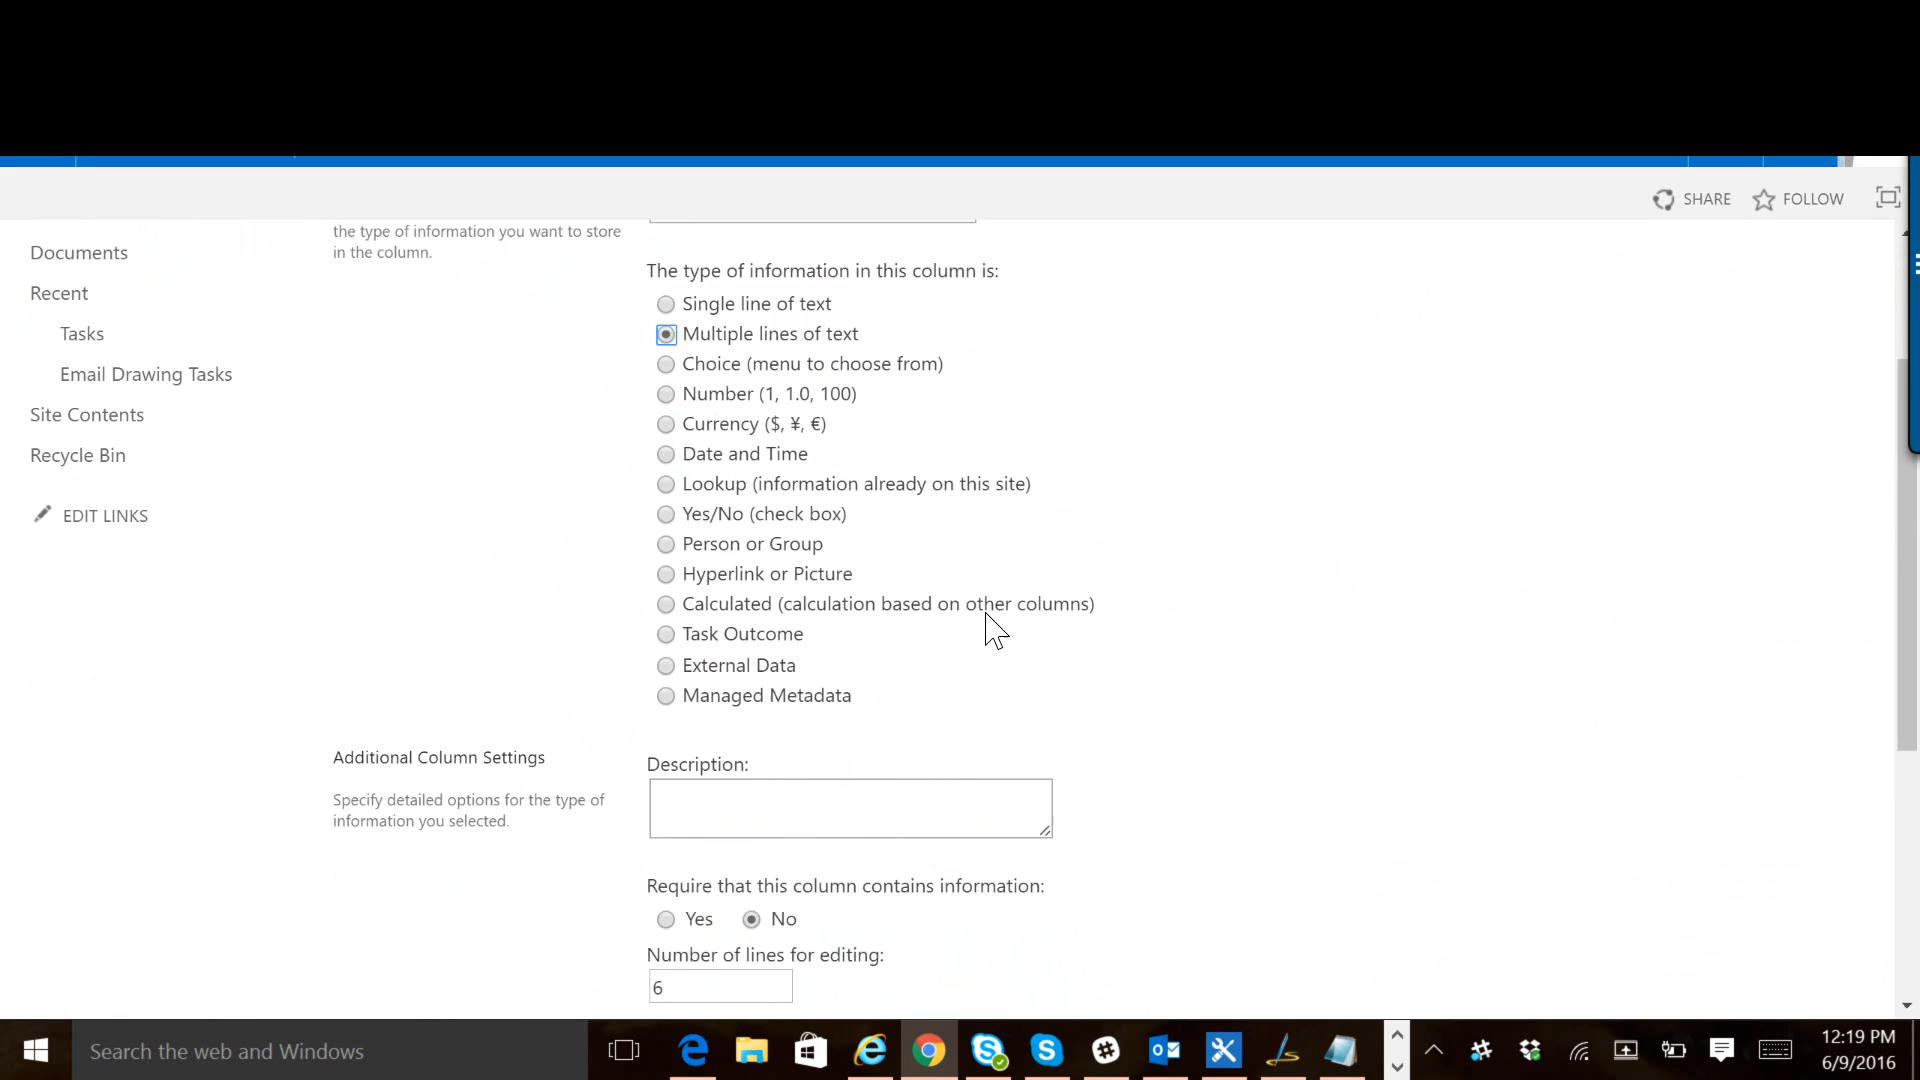 SHARE
FOLLOW
the type of information you want to store
in the column.
Documents
Recent
Tasks
Email Drawing Tasks
Site Contents
Recycle Bin
EDIT LINKS
The type of information in this column is:
Single line of text
Multiple lines of text
Choice (menu to choose from)
Number (1, 1.0, 100)
Currency ($, ¥, €)
Date and Time
Lookup (information already on this site)
Yes/No (check box)
Person or Group
Hyperlink or Picture
Calculated (calculation based on other columns)
Task Outcome
External Data
Managed Metadata
Additional Column Settings
Specify detailed options for the type of
information you selected.
Description:
Require that this column contains information:
Yes No
Number of lines for editing:
6
Search the web and Windows
12:19 PM
6/9/2016